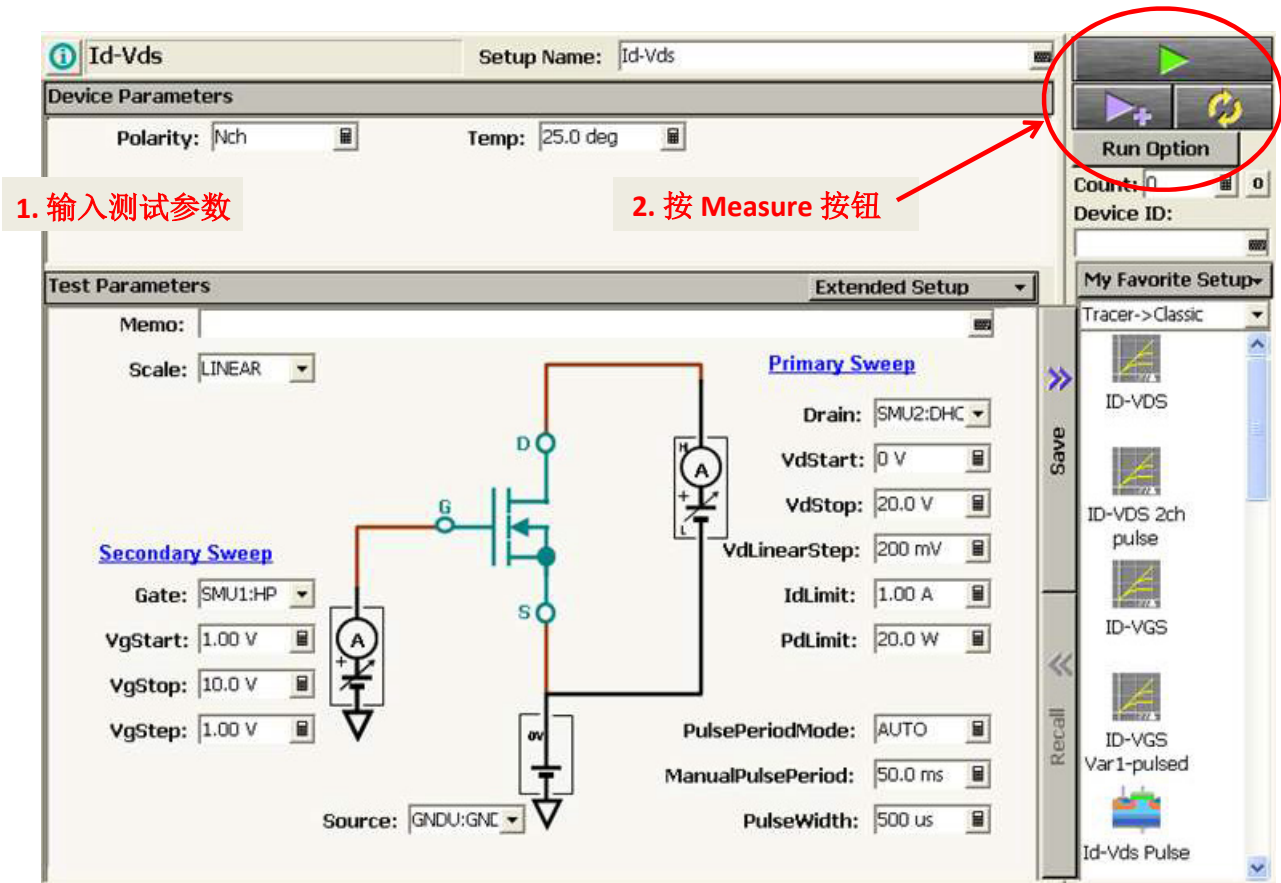 Id-Vds
Setup Name: Id-Vds
Device Parameters
Polarity: Nch
Temp: 25.0 deg
1. 输入测试参数
2. 按 Measure 按钮
Run Option
Count: 0
0
Device ID:
My Favorite Setup
Tracer->Classic
ID-VDS
ID-VDS 2ch
pulse
ID-VGS
ID-VGS
Var1-pulsed
Id-Vds Pulse
Test Parameters
Extended Setup
Memo:
Scale: LINEAR
Primary Sweep
Drain: SMU2:DHC
VdStart: 0 V
VdStop: 20.0 V
VdLinearStep: 200 mV
IdLimit: 1.00 A
PdLimit: 20.0 W
PulsePeriodMode: AUTO
ManualPulsePeriod: 50.0 ms
PulseWidth: 500 us
Secondary Sweep
Gate: SMU1:HP
VgStart: 1.00 V
VgStop: 10.0 V
VgStep: 1.00 V
D
G
S
A
+
H
A
+
L
0V
Source: GNDU:GND
Save
Recall